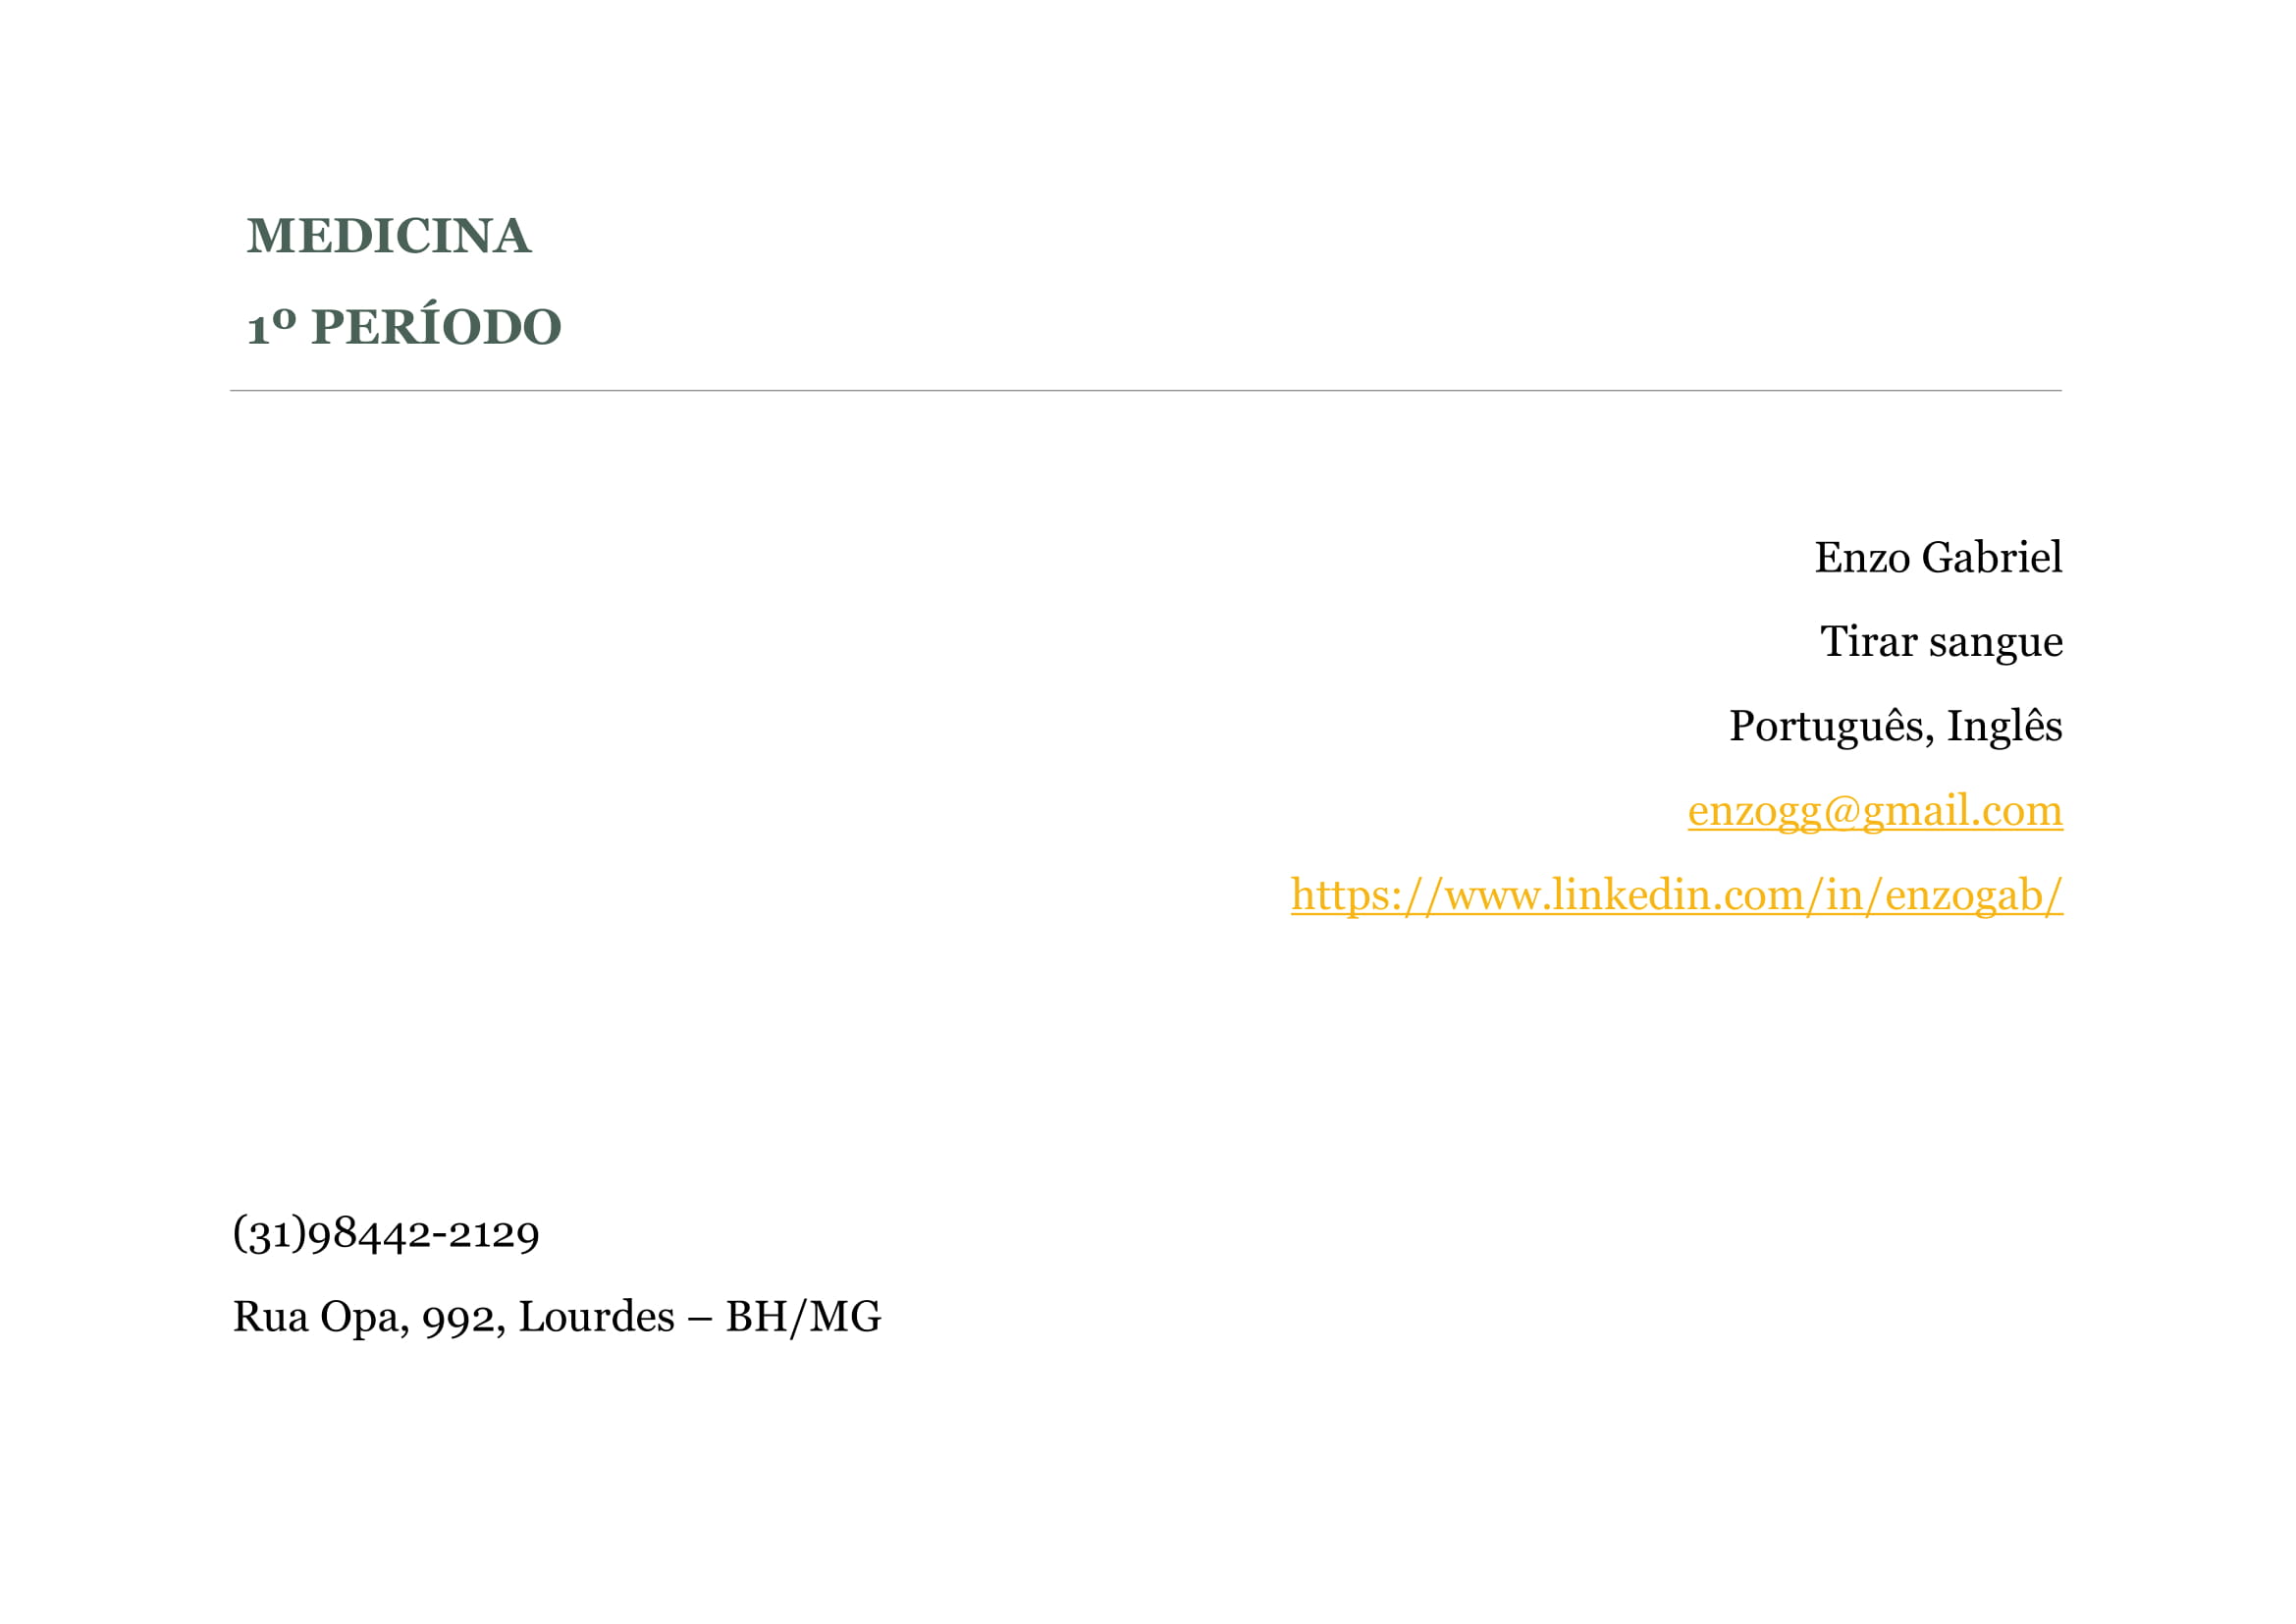 MEDICINA
1º PERÍODO
Enzo Gabriel
Tirar sangue
Português, Inglês
enzogg@gmail.com
https://www.linkedin.com/in/enzogab/
(31)98442-2129
Rua Opa, 992, Lourdes – BH/MG